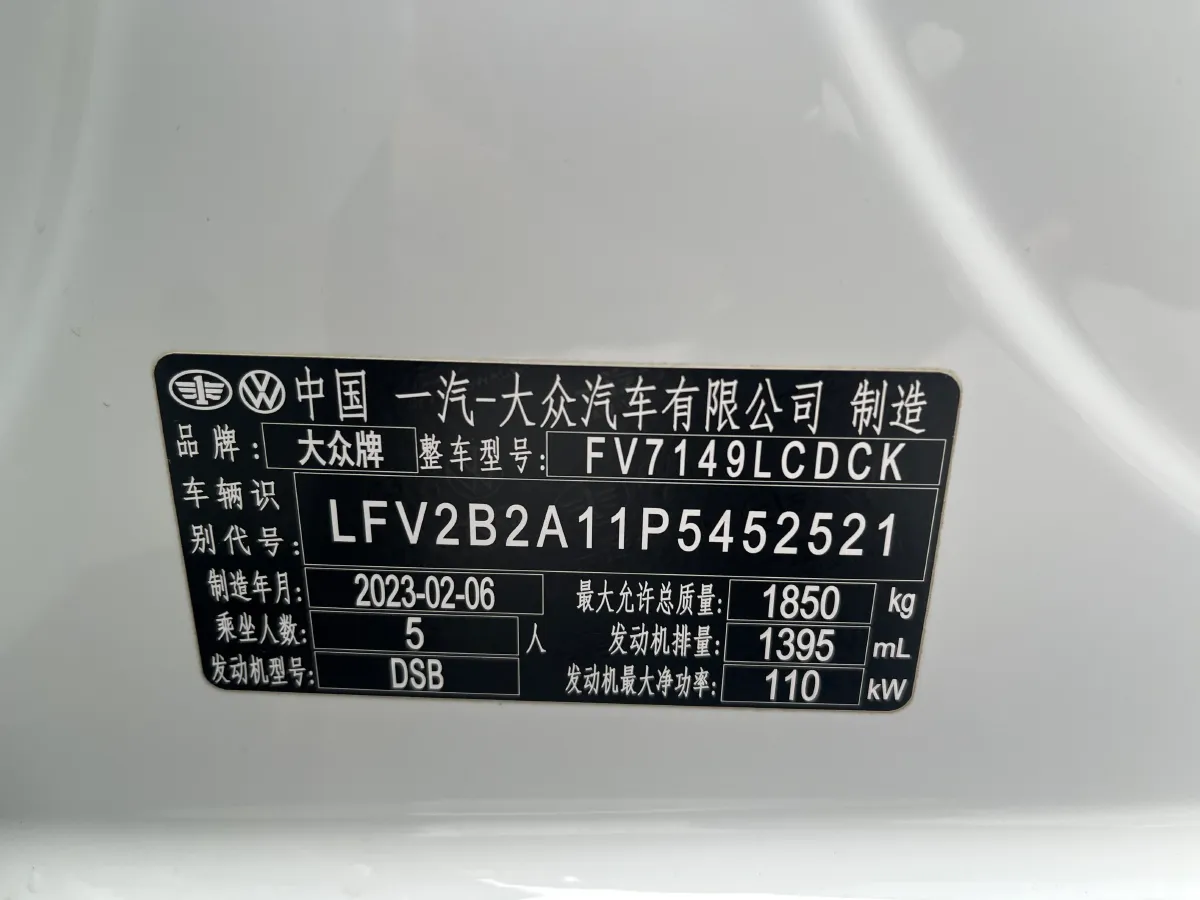 中国 一汽-大众汽车有限公司 制造
品牌: 大众牌 整车型号: FV7149LCDCK
车辆识别代号: LFV2B2A11P5452521
制造年月: 2023-02-06 最大允许总质量: 1850 kg
乘坐人数: 5 人 发动机排量: 1395 mL
发动机型号: DSB 发动机最大净功率: 110 kW